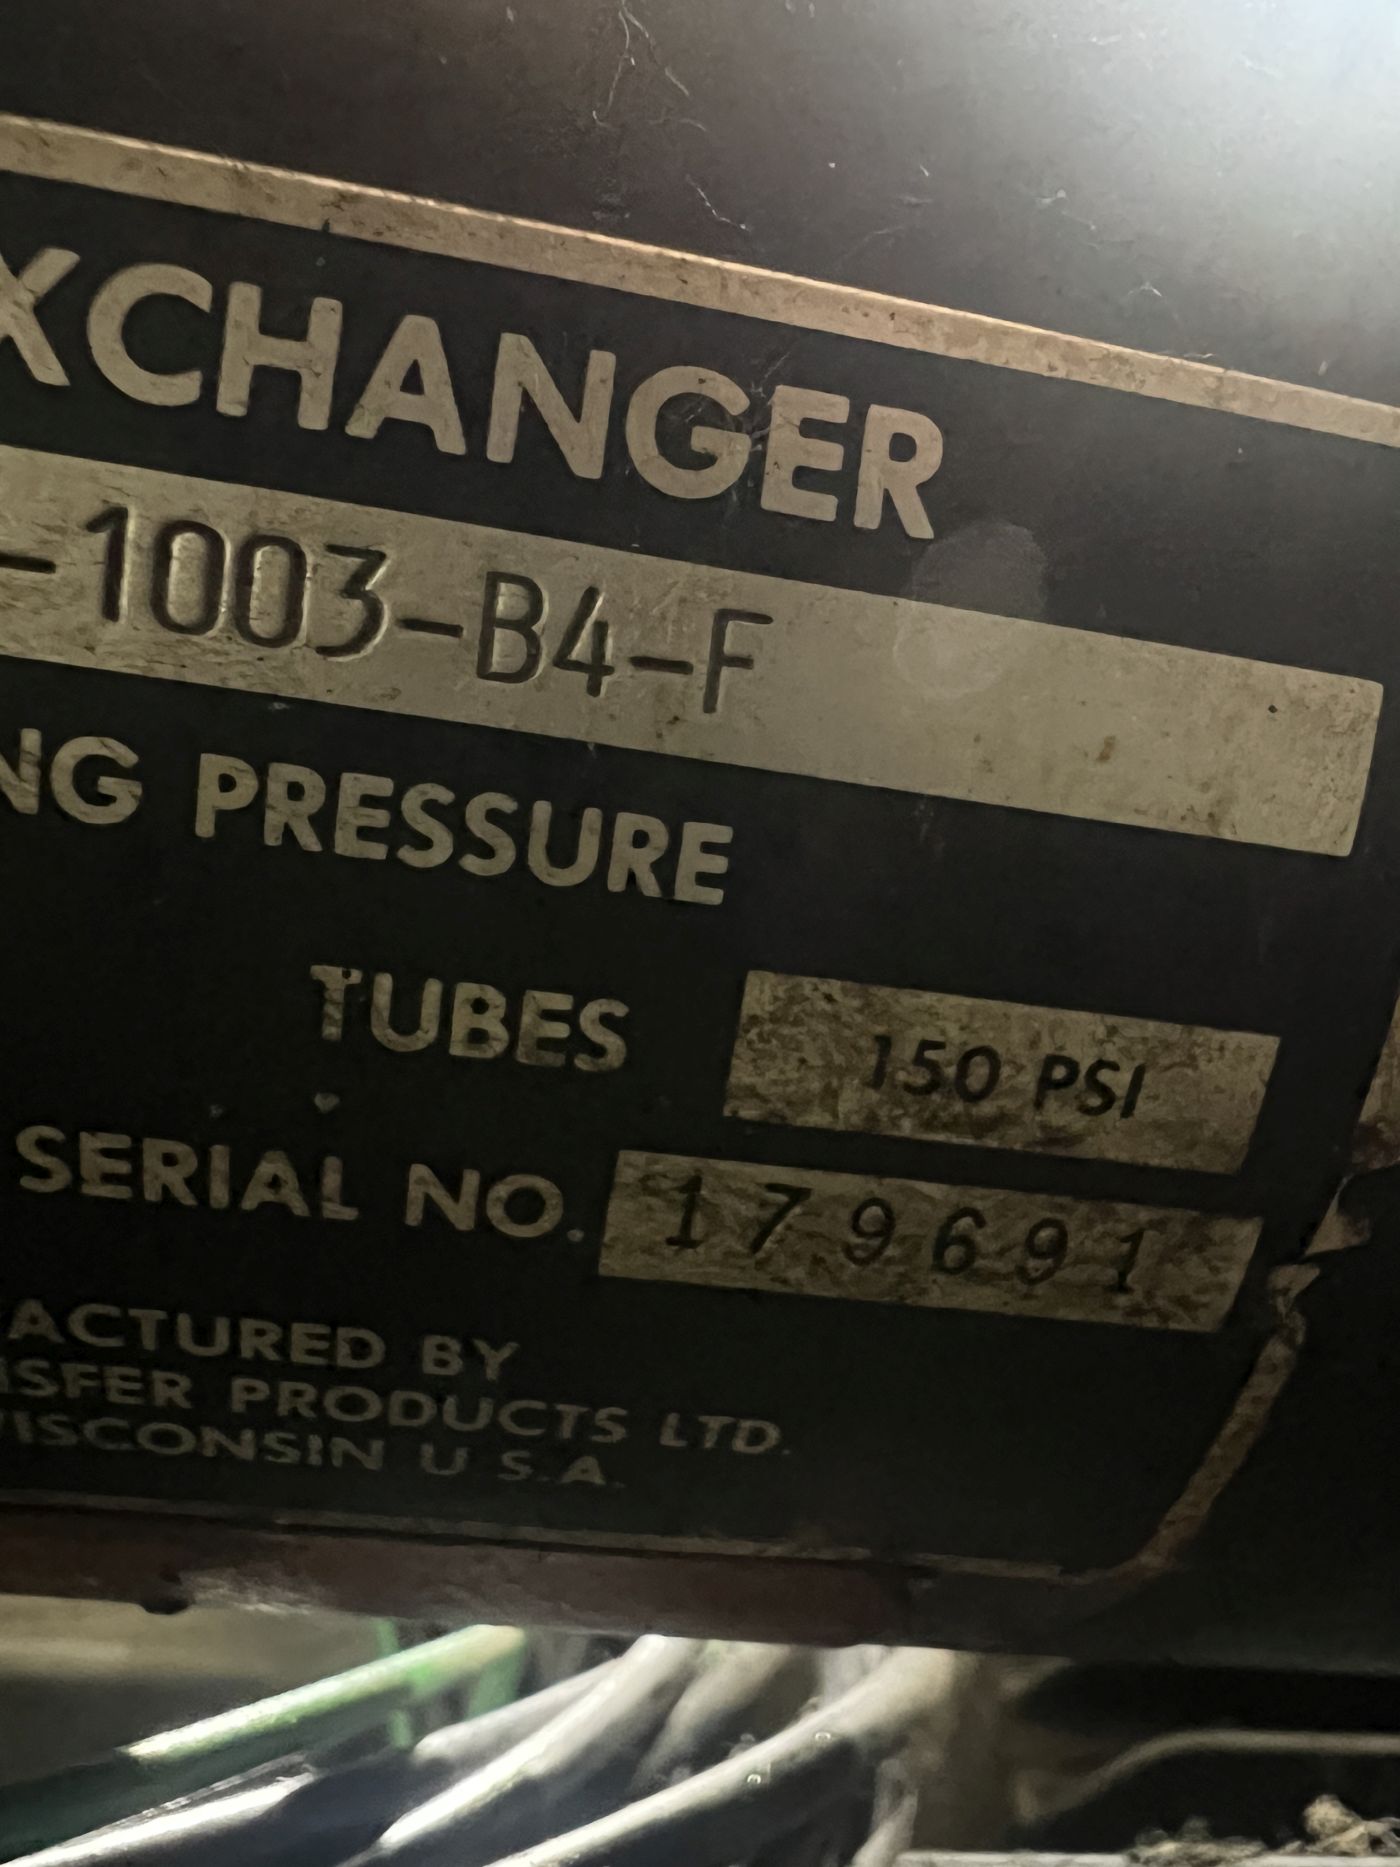 XCHANGER
-1003-B4-F
NG PRESSURE
TUBES 150 PSI
SERIAL NO. 179691
ACTURED BY
SFER PRODUCTS LTD.
ISCONSIN U S.A.